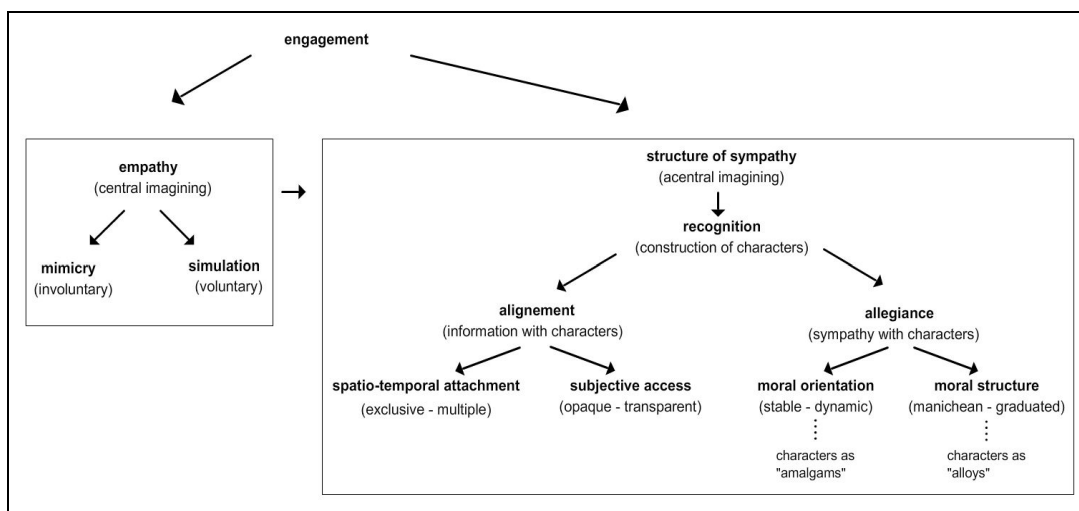 engagement
empathy
(central imagining)
mimicry
(involuntary)
simulation
(voluntary)
structure of sympathy
(acentral imagining)
recognition
(construction of characters)
alignement
(information with characters)
allegiance
(sympathy with characters)
spatio-temporal attachment
(exclusive - multiple)
subjective access
(opaque - transparent)
moral orientation
(stable - dynamic)
moral structure
(manichean - graduated)
characters as
"amalgams"
characters as
"alloys"